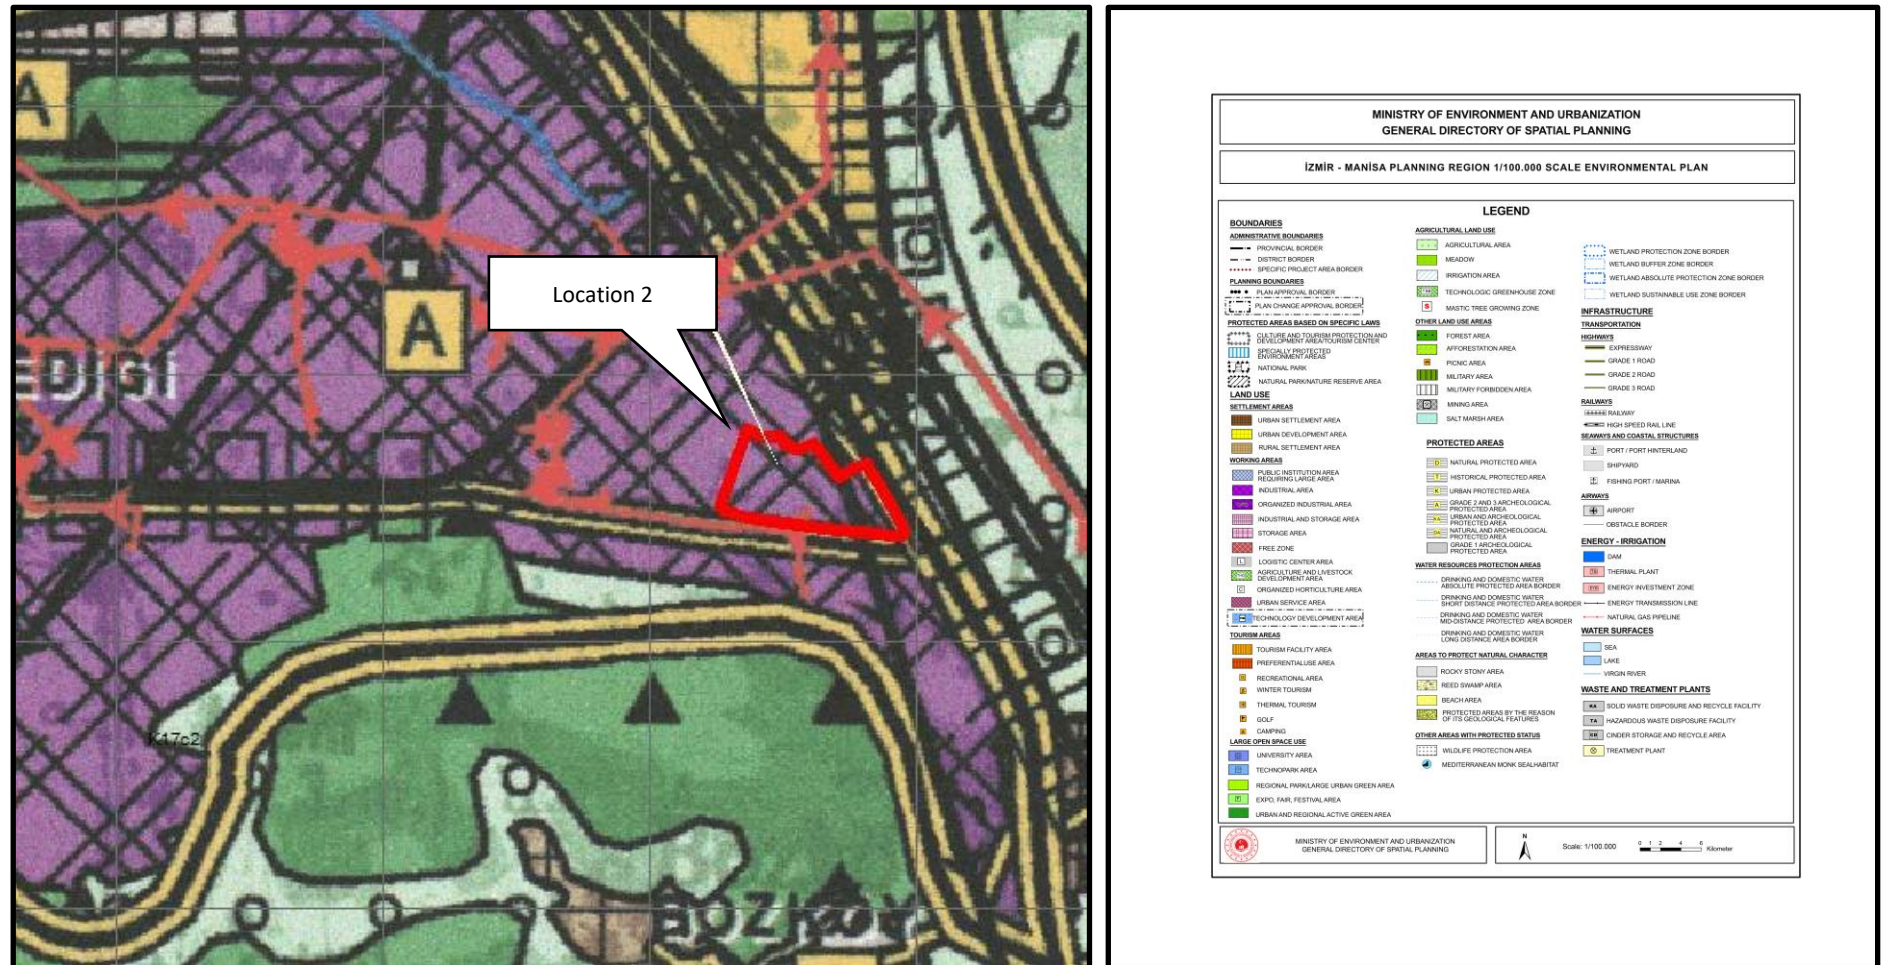 A
A
Location 2
EDİSİ
K17c2
BOZKÖY
MINISTRY OF ENVIRONMENT AND URBANIZATION
GENERAL DIRECTORY OF SPATIAL PLANNING
İZMİR - MANİSA PLANNING REGION 1/100.000 SCALE ENVIRONMENTAL PLAN
LEGEND
BOUNDARIES
ADMINISTRATIVE BOUNDARIES
PROVINCIAL BORDER
DISTRICT BORDER
SPECIFIC PROJECT AREA BORDER
PLANNING BOUNDARIES
PLAN APPROVAL BORDER
PLAN CHANGE APPROVAL BORDER
PROTECTED AREAS BASED ON SPECIFIC LAWS
CULTURE AND TOURISM PROTECTION AND
DEVELOPMENT AREA/TOURISM CENTER
SPECIALLY PROTECTED
ENVIRONMENT AREAS
NATIONAL PARK
NATURAL PARK/NATURE RESERVE AREA
LAND USE
SETTLEMENT AREAS
URBAN SETTLEMENT AREA
URBAN DEVELOPMENT AREA
RURAL SETTLEMENT AREA
WORKING AREAS
PUBLIC INSTITUTION AREA
REQUIRING LARGE AREA
INDUSTRIAL AREA
ORGANIZED INDUSTRIAL AREA
INDUSTRIAL AND STORAGE AREA
STORAGE AREA
FREE ZONE
L LOGISTIC CENTER AREA
AGRICULTURE AND LIVESTOCK
DEVELOPMENT AREA
C ORGANIZED HORTICULTURE AREA
URBAN SERVICE AREA
TECHNOLOGY DEVELOPMENT AREA
TOURISM AREAS
TOURISM FACILITY AREA
PREFERENTIALUSE AREA
RECREATIONAL AREA
WINTER TOURISM
THERMAL TOURISM
GOLF
CAMPING
LARGE OPEN SPACE USE
UNIVERSITY AREA
TECHNOPARK AREA
REGIONAL PARK/LARGE URBAN GREEN AREA
EXPO, FAIR, FESTIVAL AREA
URBAN AND REGIONAL ACTIVE GREEN AREA
AGRICULTURAL LAND USE
AGRICULTURAL AREA
MEADOW
IRRIGATION AREA
TECHNOLOGIC GREENHOUSE ZONE
S MASTIC TREE GROWING ZONE
OTHER LAND USE AREAS
FOREST AREA
AFFORESTATION AREA
PICNIC AREA
MILITARY AREA
MILITARY FORBIDDEN AREA
MINING AREA
SALT MARSH AREA
PROTECTED AREAS
D NATURAL PROTECTED AREA
T HISTORICAL PROTECTED AREA
K URBAN PROTECTED AREA
A GRADE 2 AND 3 ARCHEOLOGICAL
PROTECTED AREA
KA URBAN AND ARCHEOLOGICAL
PROTECTED AREA
DA NATURAL AND ARCHEOLOGICAL
PROTECTED AREA
GRADE 1 ARCHEOLOGICAL
PROTECTED AREA
WATER RESOURCES PROTECTION AREAS
DRINKING AND DOMESTIC WATER
ABSOLUTE PROTECTED AREA BORDER
DRINKING AND DOMESTIC WATER
SHORT DISTANCE PROTECTED AREA BORDER
DRINKING AND DOMESTIC WATER
MID-DISTANCE PROTECTED AREA BORDER
DRINKING AND DOMESTIC WATER
LONG DISTANCE AREA BORDER
AREAS TO PROTECT NATURAL CHARACTER
ROCKY STONY AREA
REED SWAMP AREA
BEACH AREA
PROTECTED AREAS BY THE REASON
OF ITS GEOLOGICAL FEATURES
OTHER AREAS WITH PROTECTED STATUS
WILDLIFE PROTECTION AREA
MEDITERRANEAN MONK SEALHABITAT
WETLAND PROTECTION ZONE BORDER
WETLAND BUFFER ZONE BORDER
WETLAND ABSOLUTE PROTECTION ZONE BORDER
WETLAND SUSTAINABLE USE ZONE BORDER
INFRASTRUCTURE
TRANSPORTATION
HIGHWAYS
EXPRESSWAY
GRADE 1 ROAD
GRADE 2 ROAD
GRADE 3 ROAD
RAILWAYS
RAILWAY
HIGH SPEED RAIL LINE
SEAWAYS AND COASTAL STRUCTURES
PORT / PORT HINTERLAND
SHIPYARD
FISHING PORT / MARINA
AIRWAYS
AIRPORT
OBSTACLE BORDER
ENERGY - IRRIGATION
DAM
THERMAL PLANT
ENERGY INVESTMENT ZONE
ENERGY TRANSMISSION LINE
NATURAL GAS PIPELINE
WATER SURFACES
SEA
LAKE
VIRGIN RIVER
WASTE AND TREATMENT PLANTS
KA SOLID WASTE DISPOSURE AND RECYCLE FACILITY
TA HAZARDOUS WASTE DISPOSURE FACILITY
CINDER STORAGE AND RECYCLE AREA
TREATMENT PLANT
MINISTRY OF ENVIRONMENT AND URBANIZATION
GENERAL DIRECTORY OF SPATIAL PLANNING
N
Scale: 1/100.000
0 1 2 4 6
Kilometer